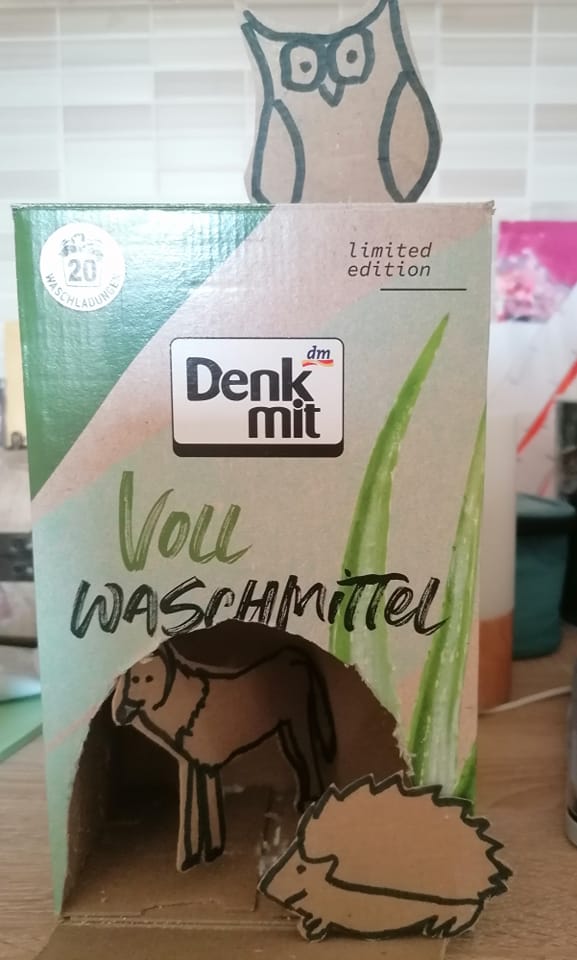 20
WASCHLADUNGEN
limited
edition
dm
Denk
mit
Voll
WASCHMITTEL